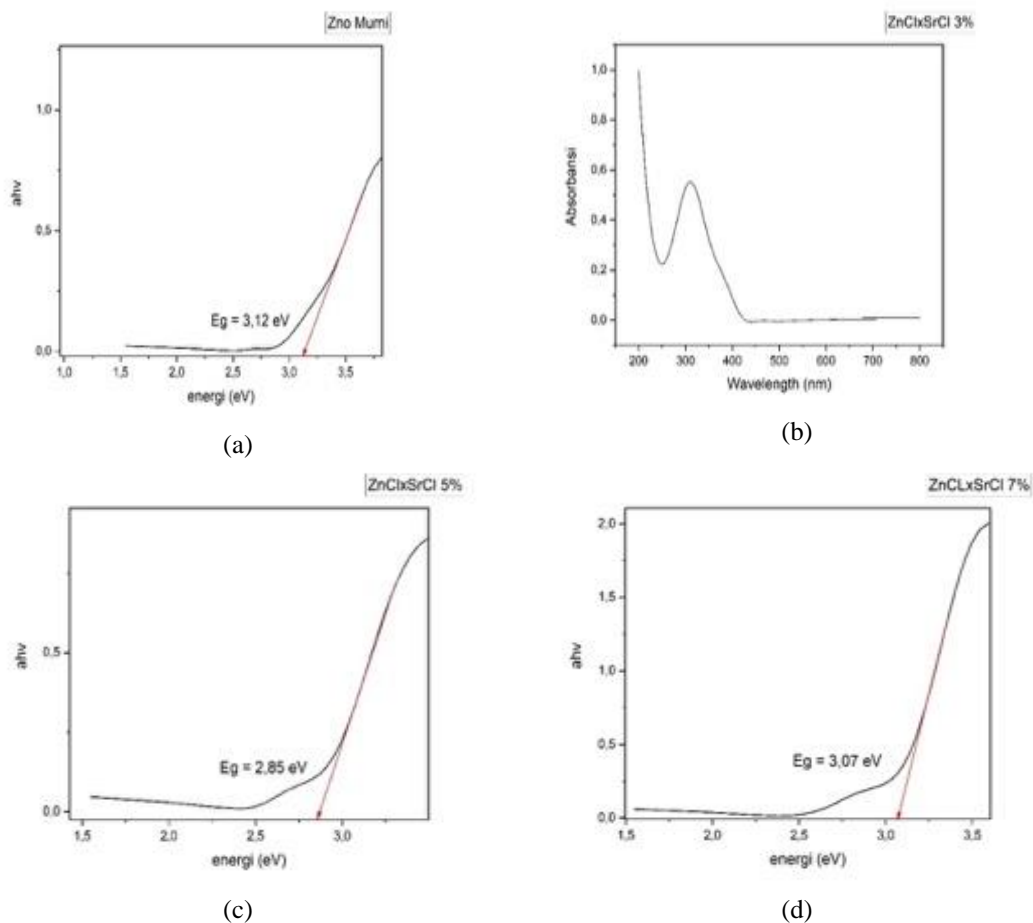 Zno Murni
1,0
0,5
0,0
ahv
Eg = 3,12 eV
1,0 1,5 2,0 2,5 3,0 3,5
energi (eV)
(a)
ZnClxSrCl 3%
1,0
0,8
0,6
0,4
0,2
0,0
Absorbansi
200 300 400 500 600 700 800
Wavelength (nm)
(b)
ZnClxSrCl 5%
0,5
0,0
ahv
Eg = 2,85 eV
1,5 2,0 2,5 3,0
energi (eV)
(c)
ZnCLxSrCl 7%
2,0
1,5
1,0
0,5
0,0
ahv
Eg = 3,07 eV
1,5 2,0 2,5 3,0 3,5
energi (eV)
(d)